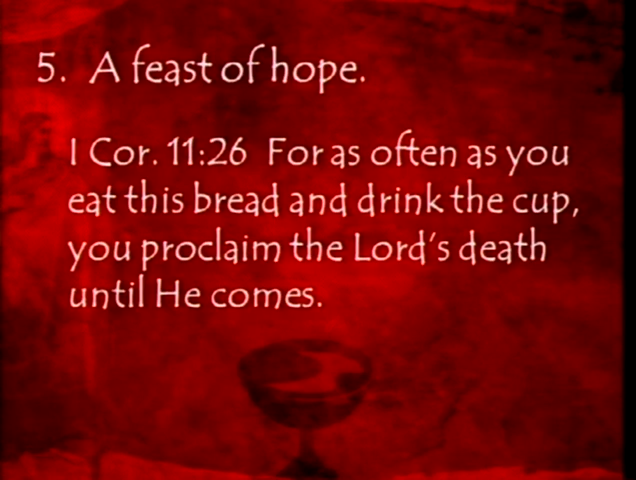 5. A feast of hope.
I Cor. 11:26 For as often as you
eat this bread and drink the cup,
you proclaim the Lord's death
until He comes.